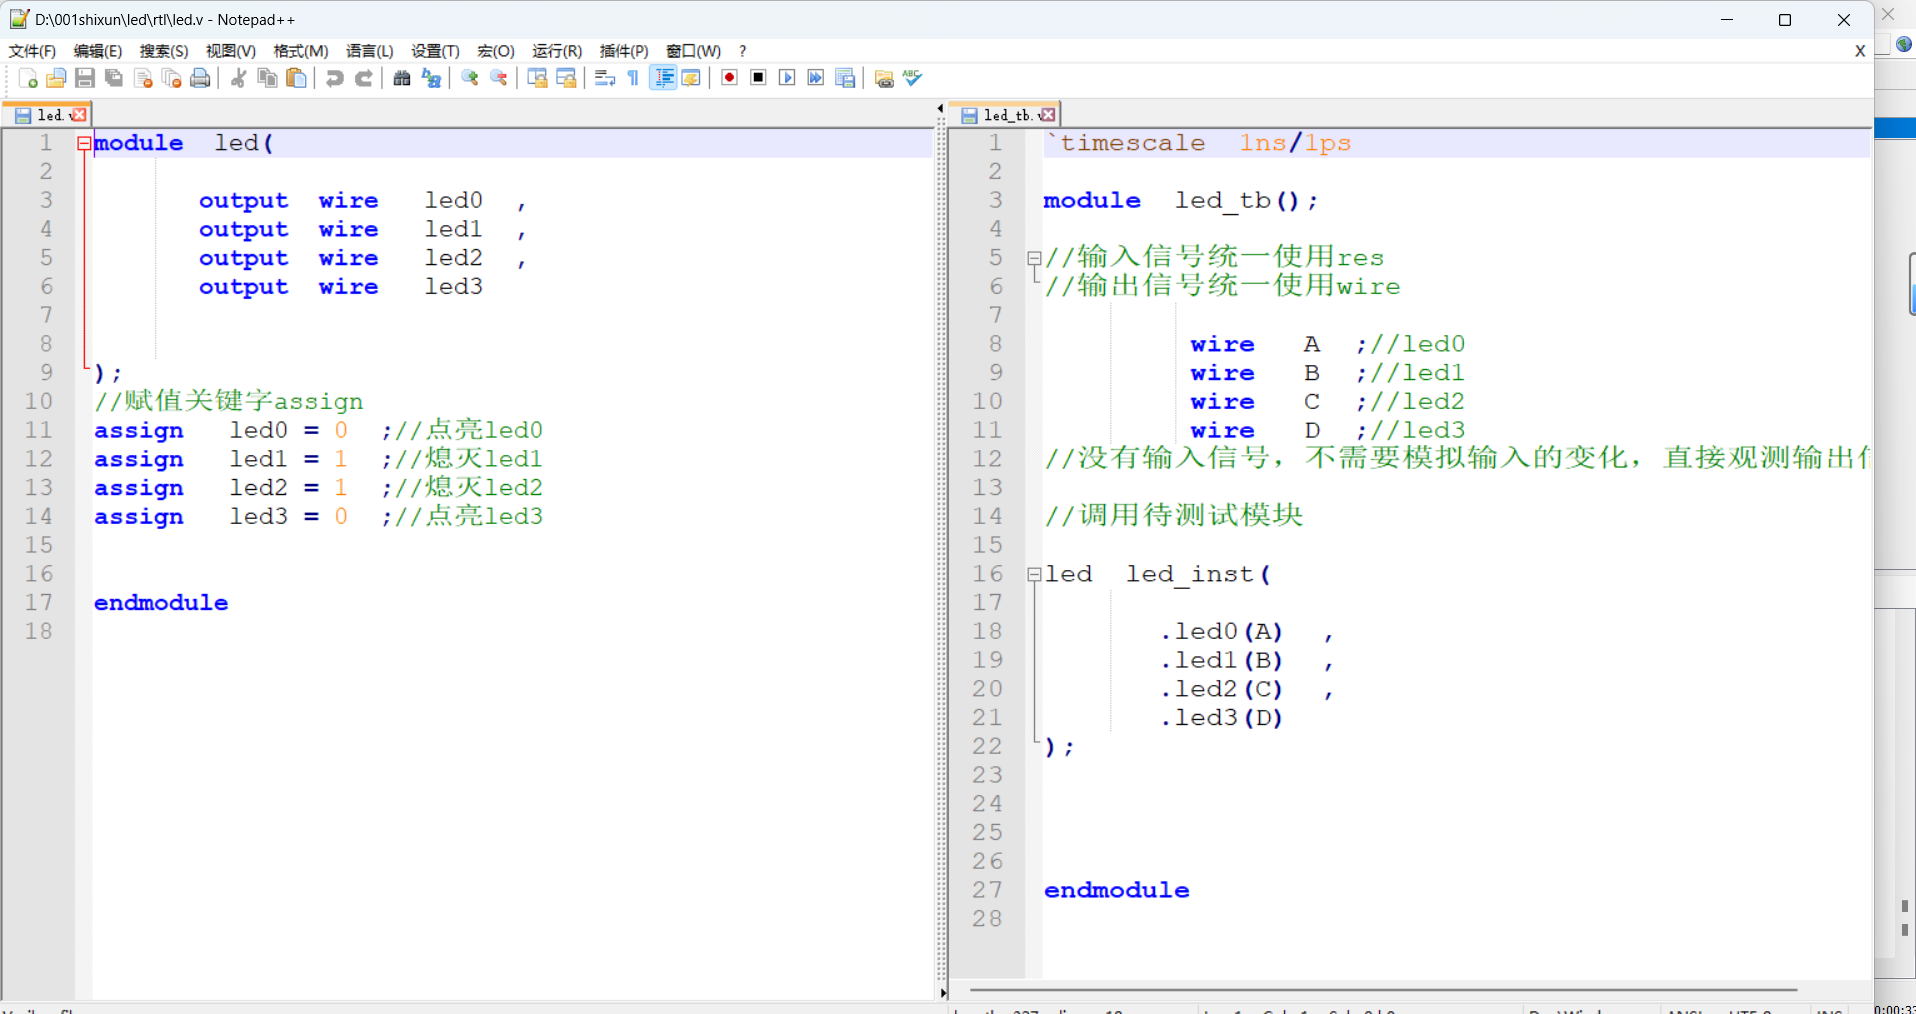 D:\001shixun\led\rtl\led.v - Notepad++
文件(F) 编辑(E) 搜索(S) 视图(V) 格式(M) 语言(L) 设置(T) 宏(O) 运行(R) 插件(P) 窗口(W) ? X
led.v
1 module led(
2
3 output wire led0 ,
4 output wire led1 ,
5 output wire led2 ,
6 output wire led3
7
8
9 );
10 //赋值关键字assign
11 assign led0 = 0 ;//点亮led0
12 assign led1 = 1 ;//熄灭led1
13 assign led2 = 1 ;//熄灭led2
14 assign led3 = 0 ;//点亮led3
15
16
17 endmodule
18
led_tb.v
1 `timescale 1ns/1ps
2
3 module led_tb();
4
5 //输入信号统一使用res
6 //输出信号统一使用wire
7
8 wire A ;//led0
9 wire B ;//led1
10 wire C ;//led2
11 wire D ;//led3
12 //没有输入信号，不需要模拟输入的变化，直接观测输出
13
14 //调用待测试模块
15
16 led led_inst(
17
18 .led0(A) ,
19 .led1(B) ,
20 .led2(C) ,
21 .led3(D)
22 );
23
24
25
26
27 endmodule
28